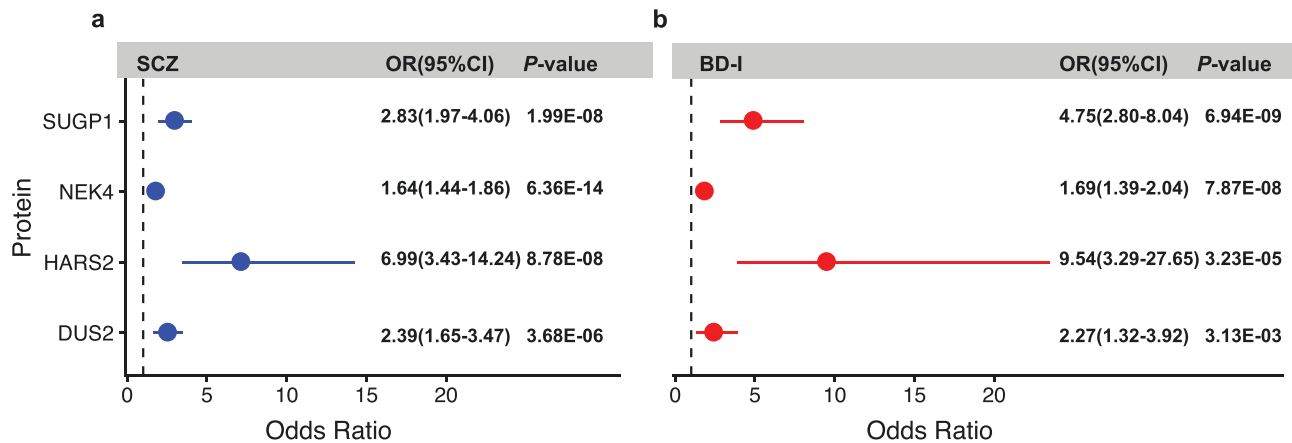 a
SCZ OR(95%CI) P-value
Protein
SUGP1 2.83(1.97-4.06) 1.99E-08
NEK4 1.64(1.44-1.86) 6.36E-14
HARS2 6.99(3.43-14.24) 8.78E-08
DUS2 2.39(1.65-3.47) 3.68E-06
0 5 10 15 20
Odds Ratio
b
BD-I OR(95%CI) P-value
4.75(2.80-8.04) 6.94E-09
1.69(1.39-2.04) 7.87E-08
9.54(3.29-27.65) 3.23E-05
2.27(1.32-3.92) 3.13E-03
0 5 10 15 20
Odds Ratio